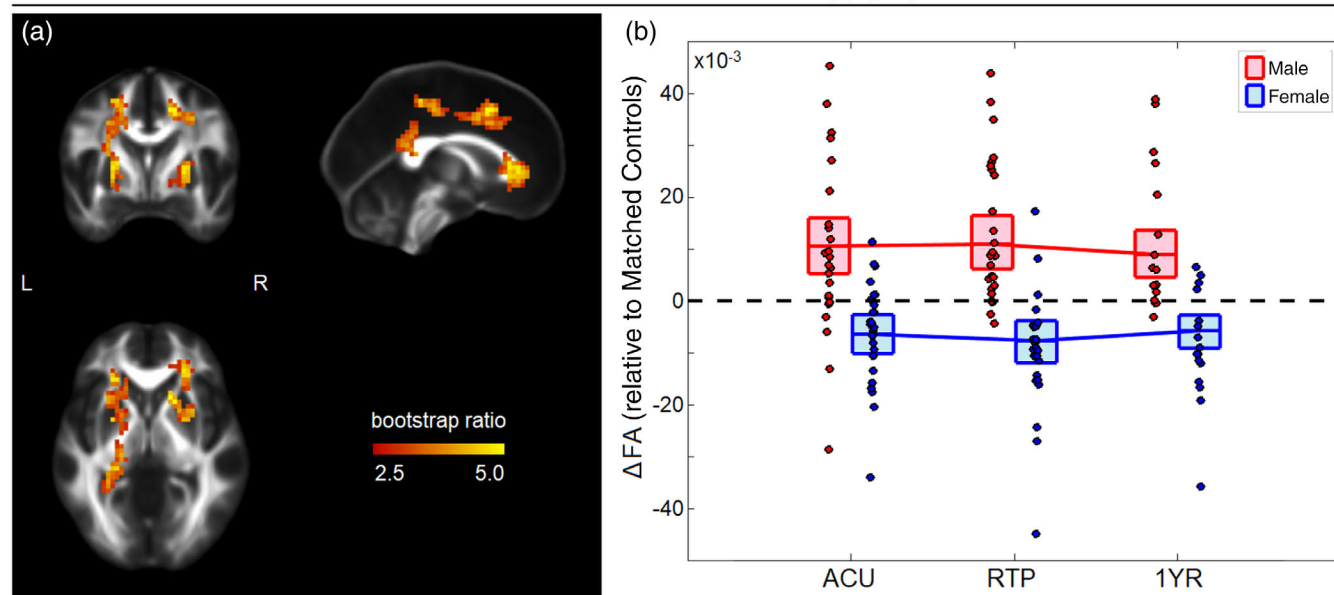 (a)
L R
bootstrap ratio
2.5 5.0
(b)
x10⁻³
Male
Female
ΔFA (relative to Matched Controls)
40
20
0
-20
-40
ACU RTP 1YR